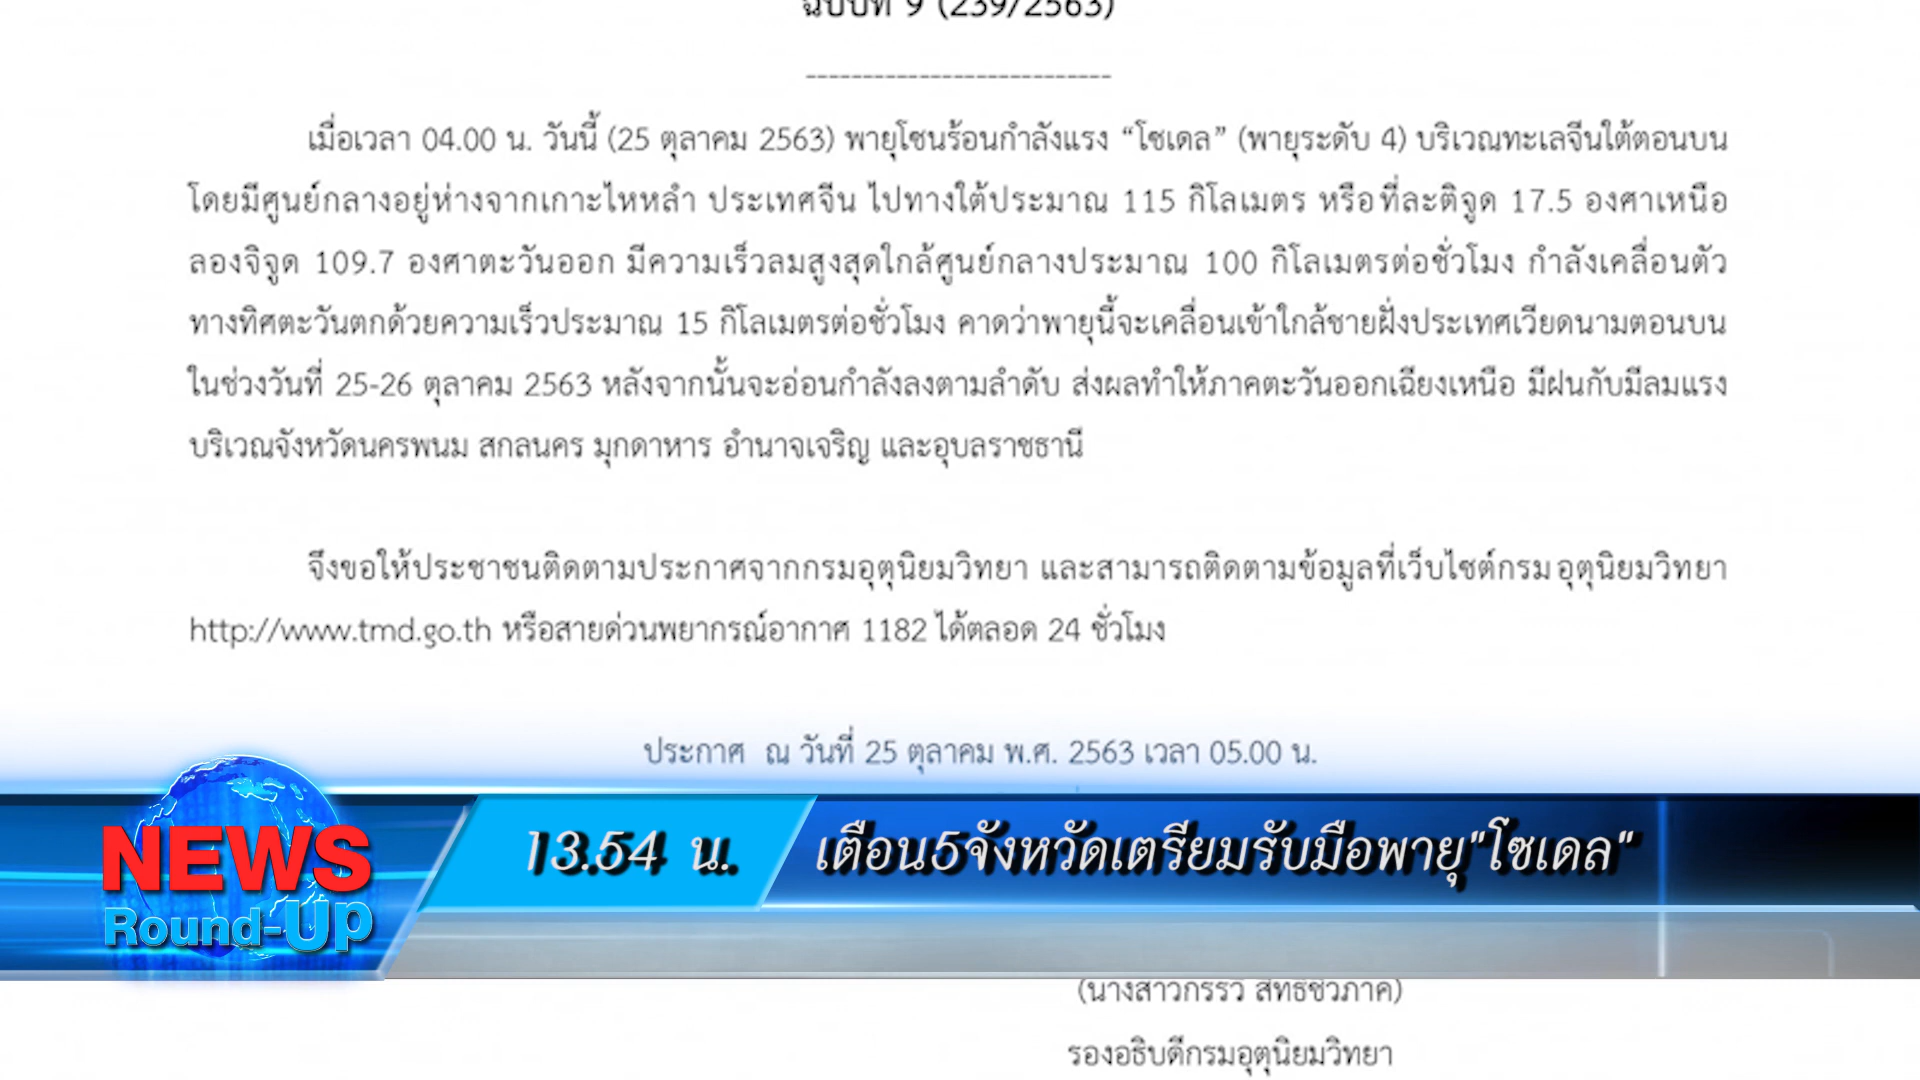 ฉบับที่ 9 (239/2563)
---------------------------
เมื่อเวลา 04.00 น. วันนี้ (25 ตุลาคม 2563) พายุโซนร้อนกำลังแรง “โซเดล” (พายุระดับ 4) บริเวณทะเลจีนใต้ตอนบน
โดยมีศูนย์กลางอยู่ห่างจากเกาะไหหลำ ประเทศจีน ไปทางใต้ประมาณ 115 กิโลเมตร หรือที่ละติจูด 17.5 องศาเหนือ
ลองจิจูด 109.7 องศาตะวันออก มีความเร็วลมสูงสุดใกล้ศูนย์กลางประมาณ 100 กิโลเมตรต่อชั่วโมง กำลังเคลื่อนตัว
ทางทิศตะวันตกด้วยความเร็วประมาณ 15 กิโลเมตรต่อชั่วโมง คาดว่าพายุนี้จะเคลื่อนเข้าใกล้ชายฝั่งประเทศเวียดนามตอนบน
ในช่วงวันที่ 25-26 ตุลาคม 2563 หลังจากนั้นจะอ่อนกำลังลงตามลำดับ ส่งผลทำให้ภาคตะวันออกเฉียงเหนือ มีฝนกับมีลมแรง
บริเวณจังหวัดนครพนม สกลนคร มุกดาหาร อำนาจเจริญ และอุบลราชธานี
จึงขอให้ประชาชนติดตามประกาศจากกรมอุตุนิยมวิทยา และสามารถติดตามข้อมูลที่เว็บไซต์กรมอุตุนิยมวิทยา
http://www.tmd.go.th หรือสายด่วนพยากรณ์อากาศ 1182 ได้ตลอด 24 ชั่วโมง
ประกาศ ณ วันที่ 25 ตุลาคม พ.ศ. 2563 เวลา 05.00 น.
13.54 น. เตือน5จังหวัดเตรียมรับมือพายุ"โซเดล"
NEWS
Round-Up
(นางสาวกรรวี สิทธิชีวภาค)
รองอธิบดีกรมอุตุนิยมวิทยา